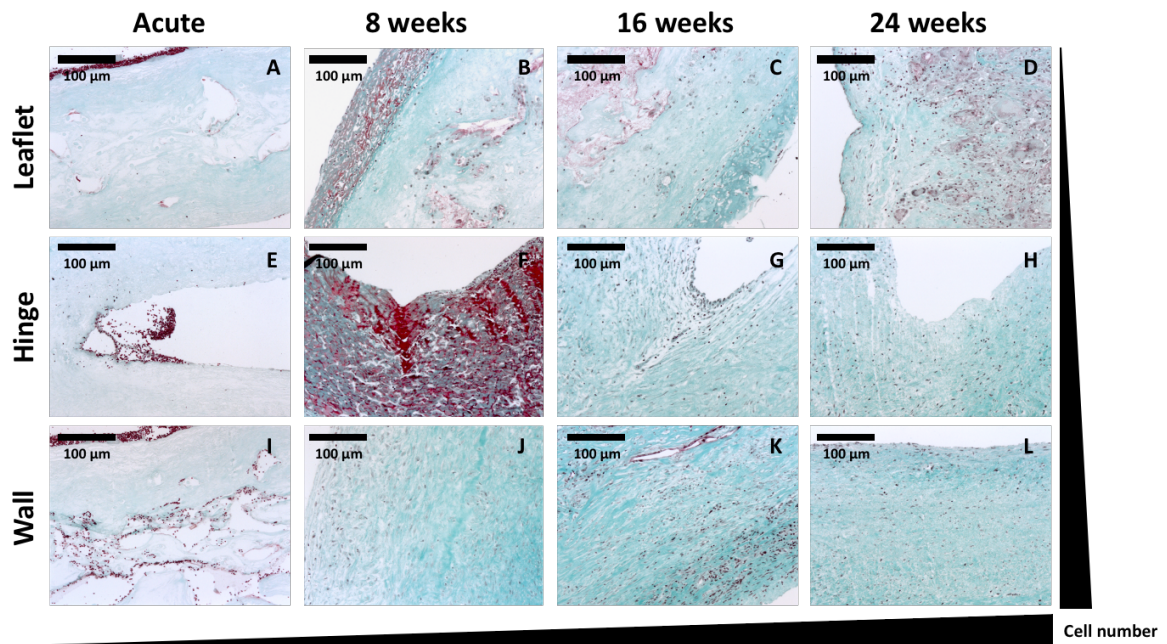 Acute 8 weeks 16 weeks 24 weeks
Leaflet
100 µm A
100 µm B
100 µm C
100 µm D
Hinge
100 µm E
100 µm F
100 µm G
100 µm H
Wall
100 µm I
100 µm J
100 µm K
100 µm L
Cell number